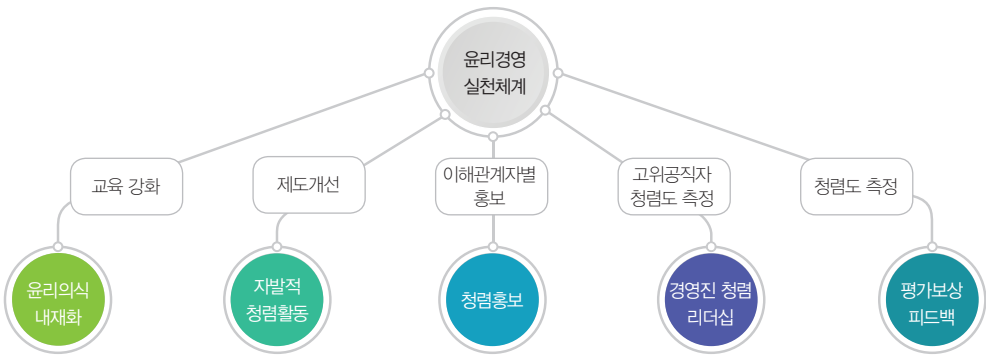 윤리경영
실천체계
교육 강화
제도개선
이해관계자별
홍보
고위공직자
청렴도 측정
청렴도 측정
윤리의식
내재화
자발적
청렴활동
청렴홍보
경영진 청렴
리더십
평가보상
피드백